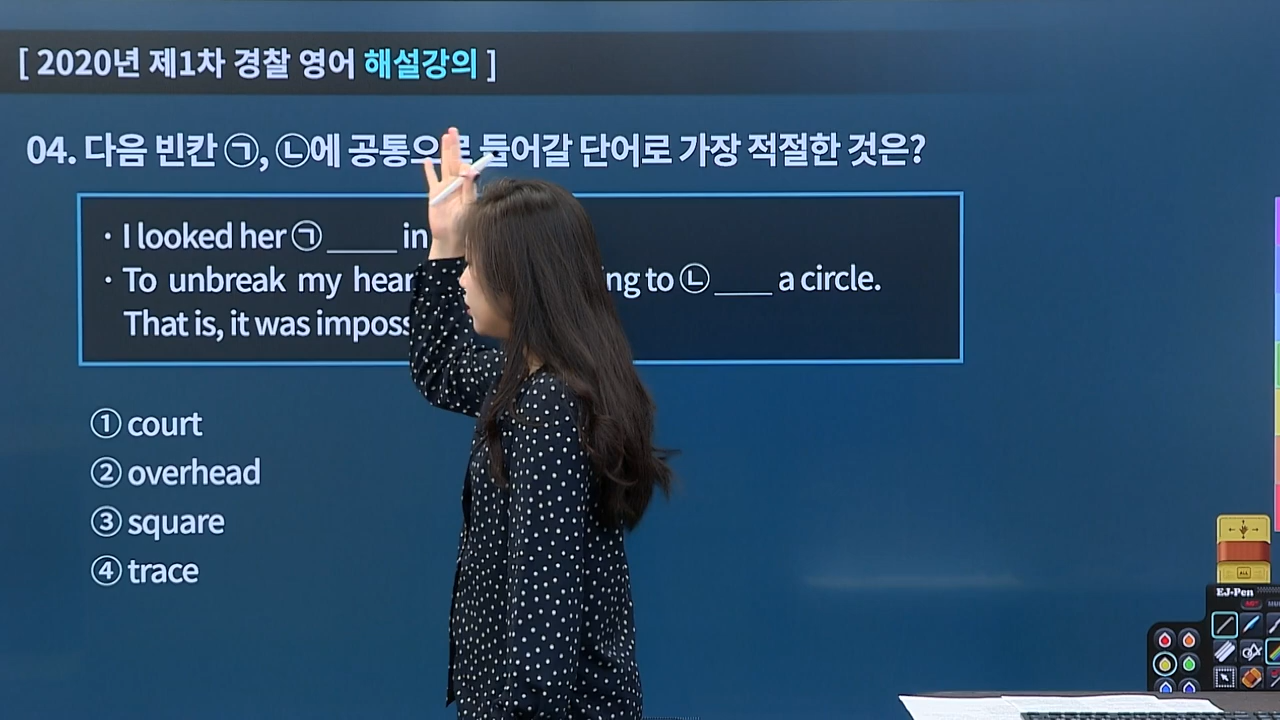 [ 2020년 제1차 경찰 영어 해설강의 ]
04. 다음 빈칸 ㉠, ㉡에 공통으로 들어갈 단어로 가장 적절한 것은?
· I looked her ㉠ ____ in
· To unbreak my ng to ㉡ ____ a circle.
That is, it was
① court
② overhead
③ square
④ trace
EJ-Pen